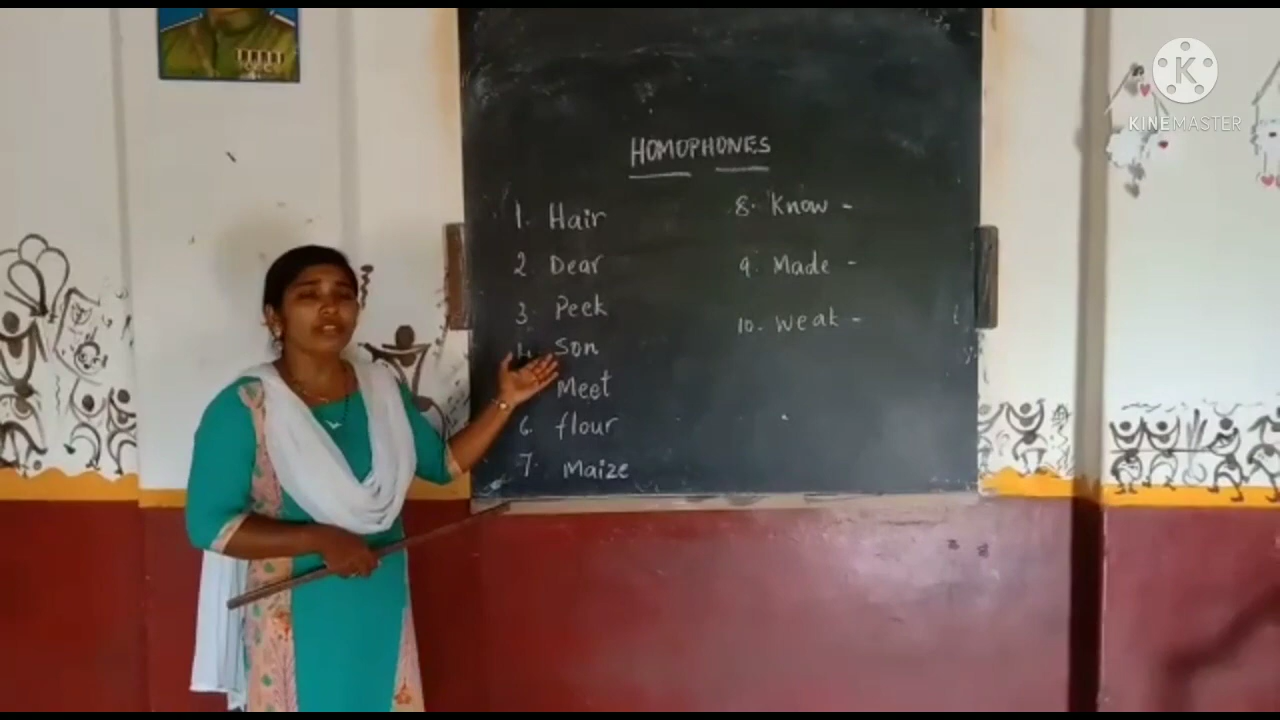 HOMOPHONES
1. Hair
2. Dear
3. Peek
4. Son
Meet
6. flour
7. Maize
8. Know -
9. Made -
10. Weak -
K
KINEMASTER